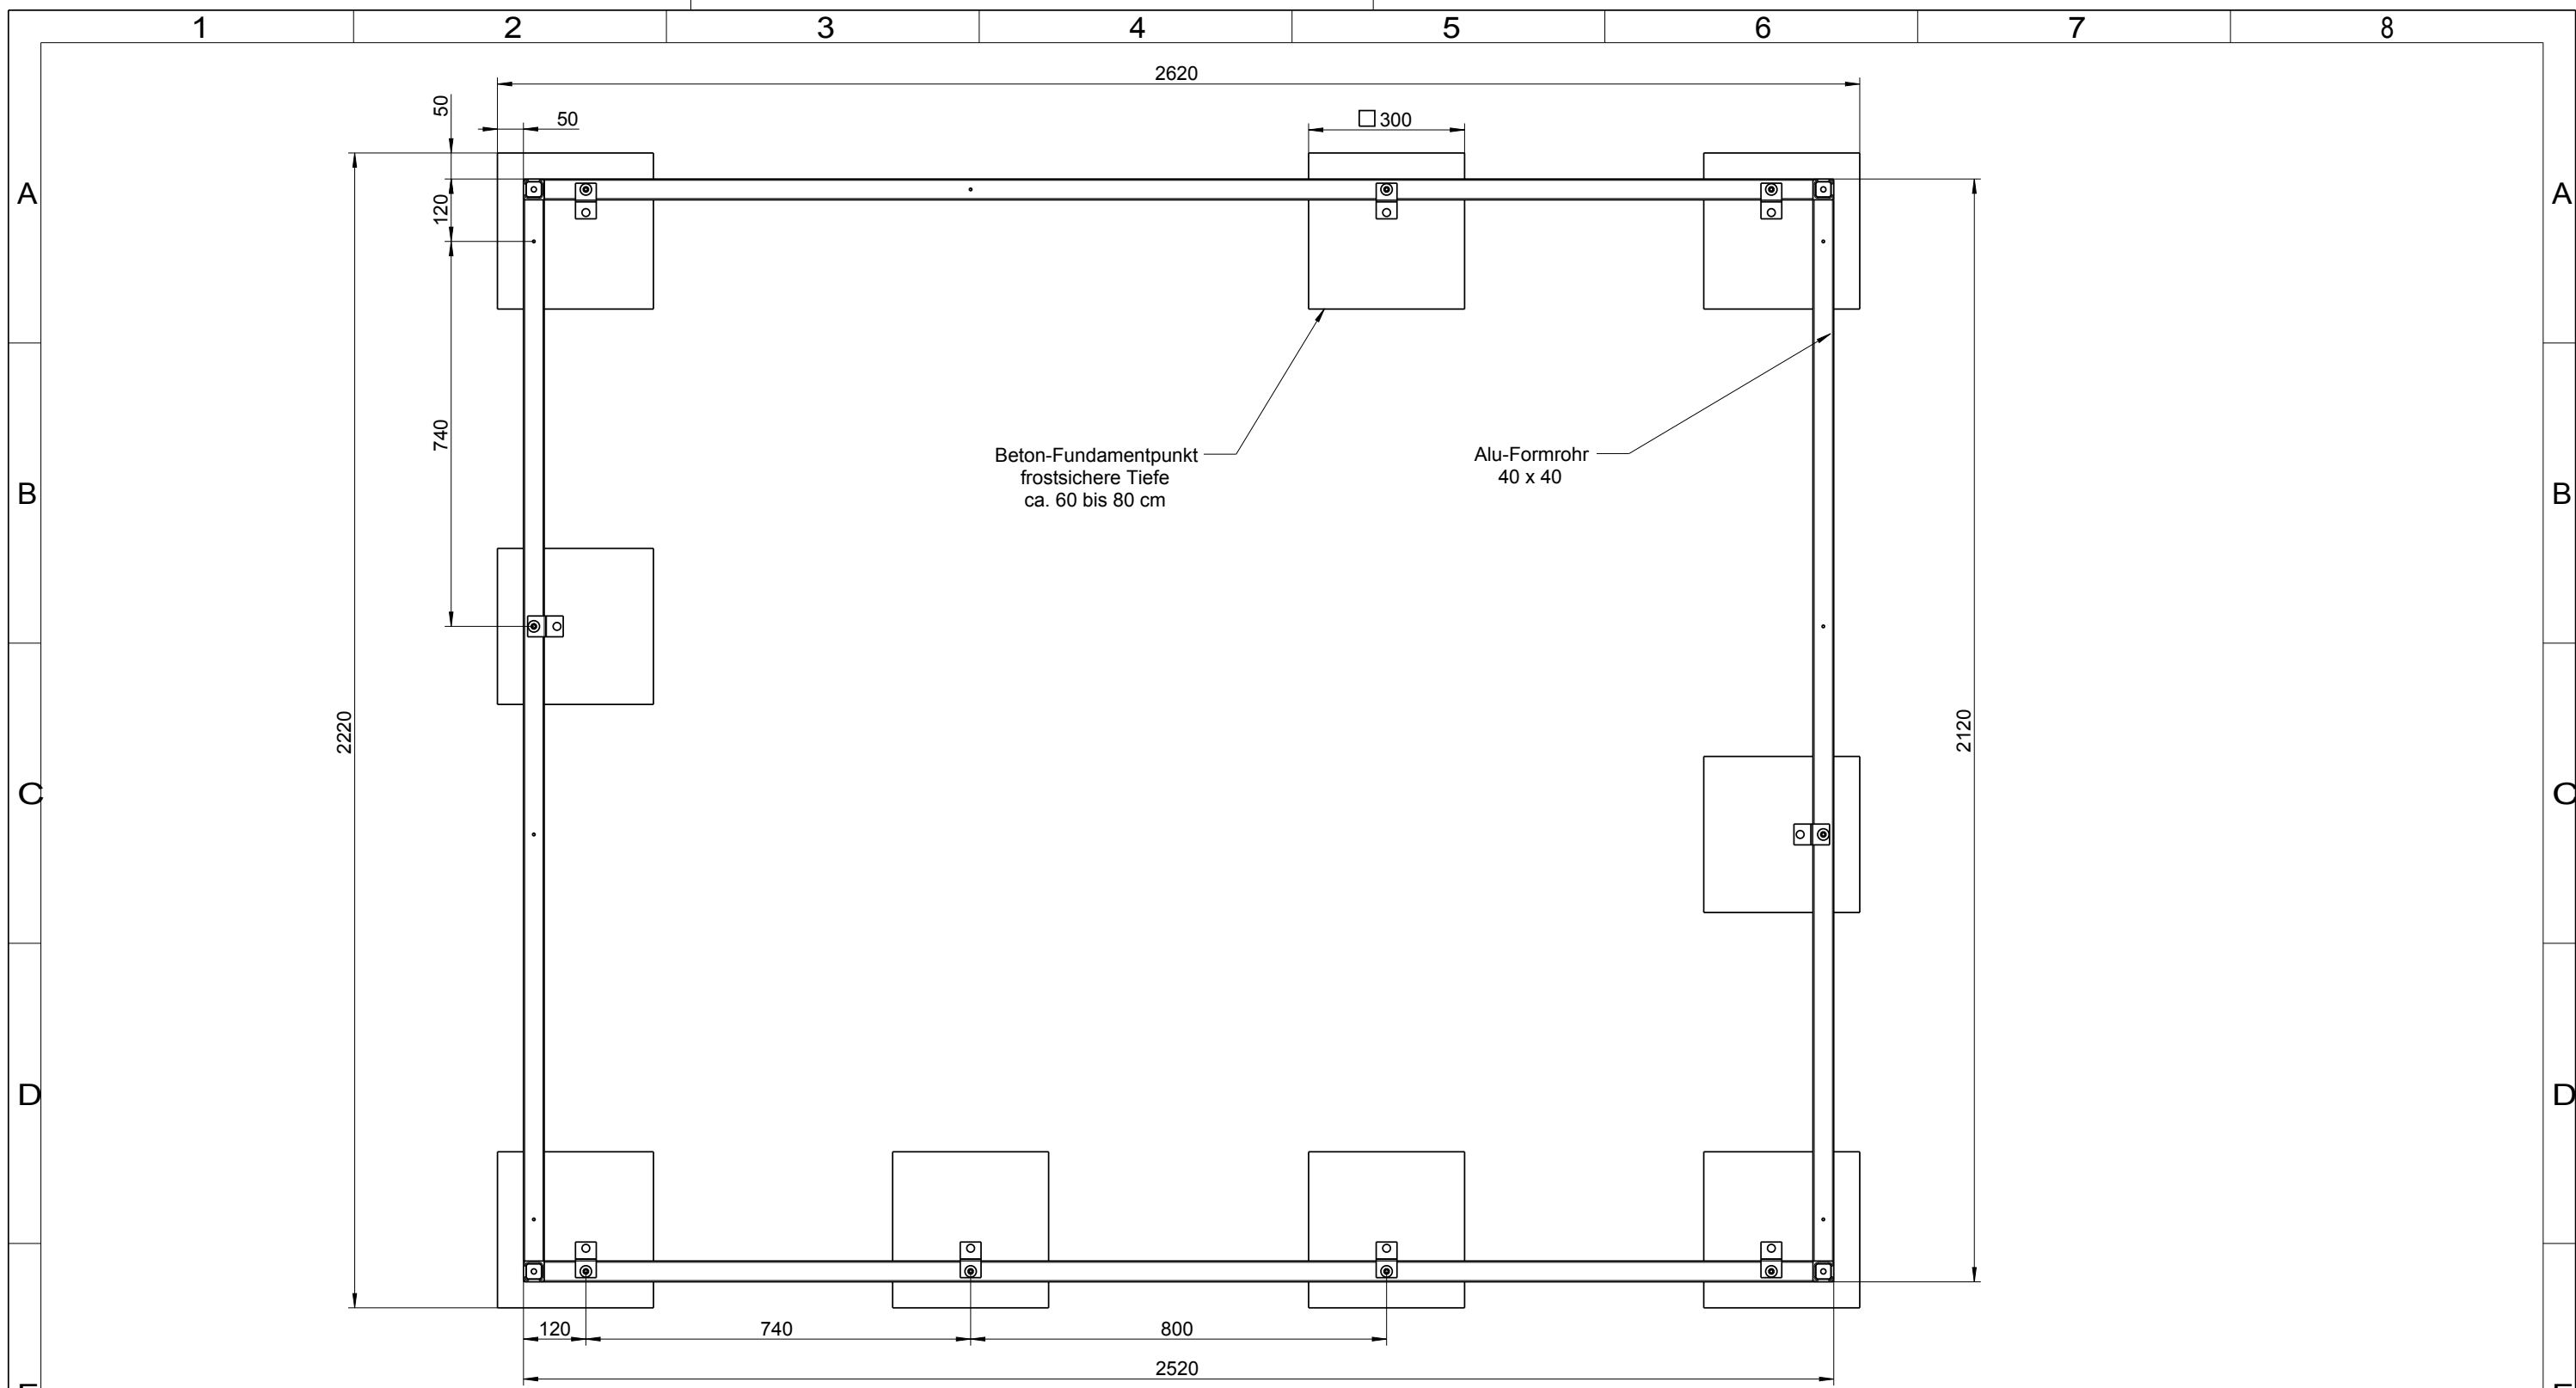 1 2 3 4 5 6 7 8
2620
50
50
300
120
A
A
740
Beton-Fundamentpunkt
frostsichere Tiefe
ca. 60 bis 80 cm
Alu-Formrohr
40 x 40
B
B
2220
2120
C
C
D
D
120
740
800
2520